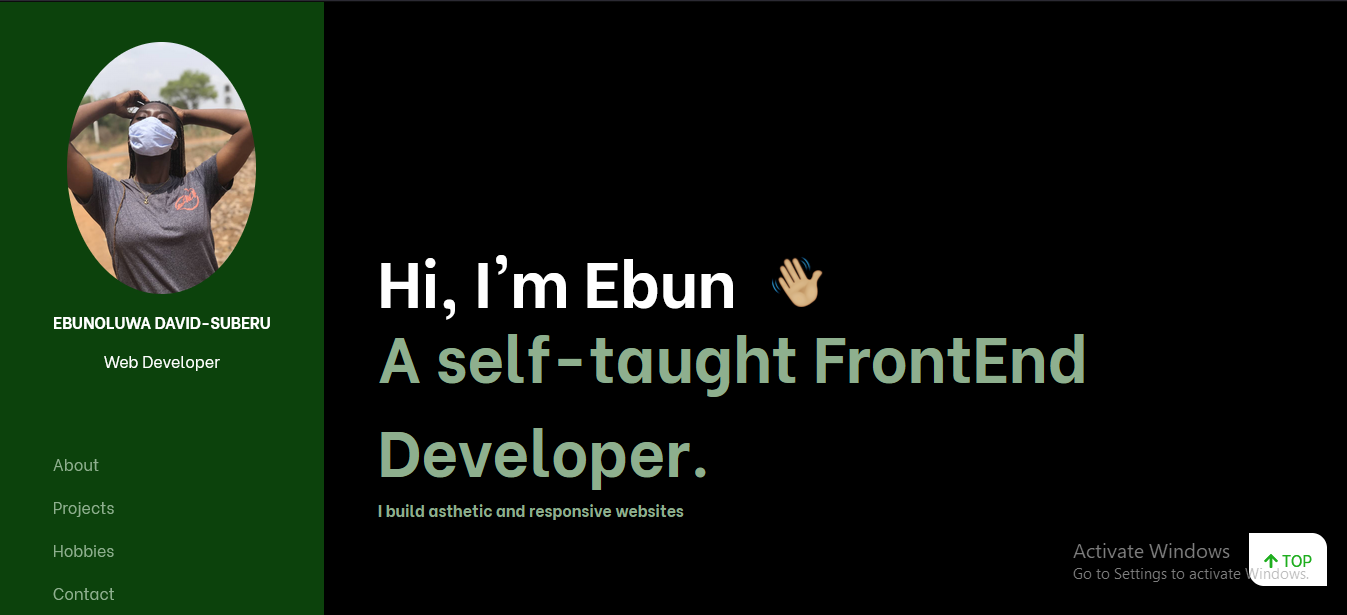 EBUNOLUWA DAVID-SUBERU
Web Developer
About
Projects
Hobbies
Contact
Hi, I’m Ebun 👋🏽
A self-taught FrontEnd
Developer.
I build asthetic and responsive websites
Activate Windows
Go to Settings to activate Windows.
TOP